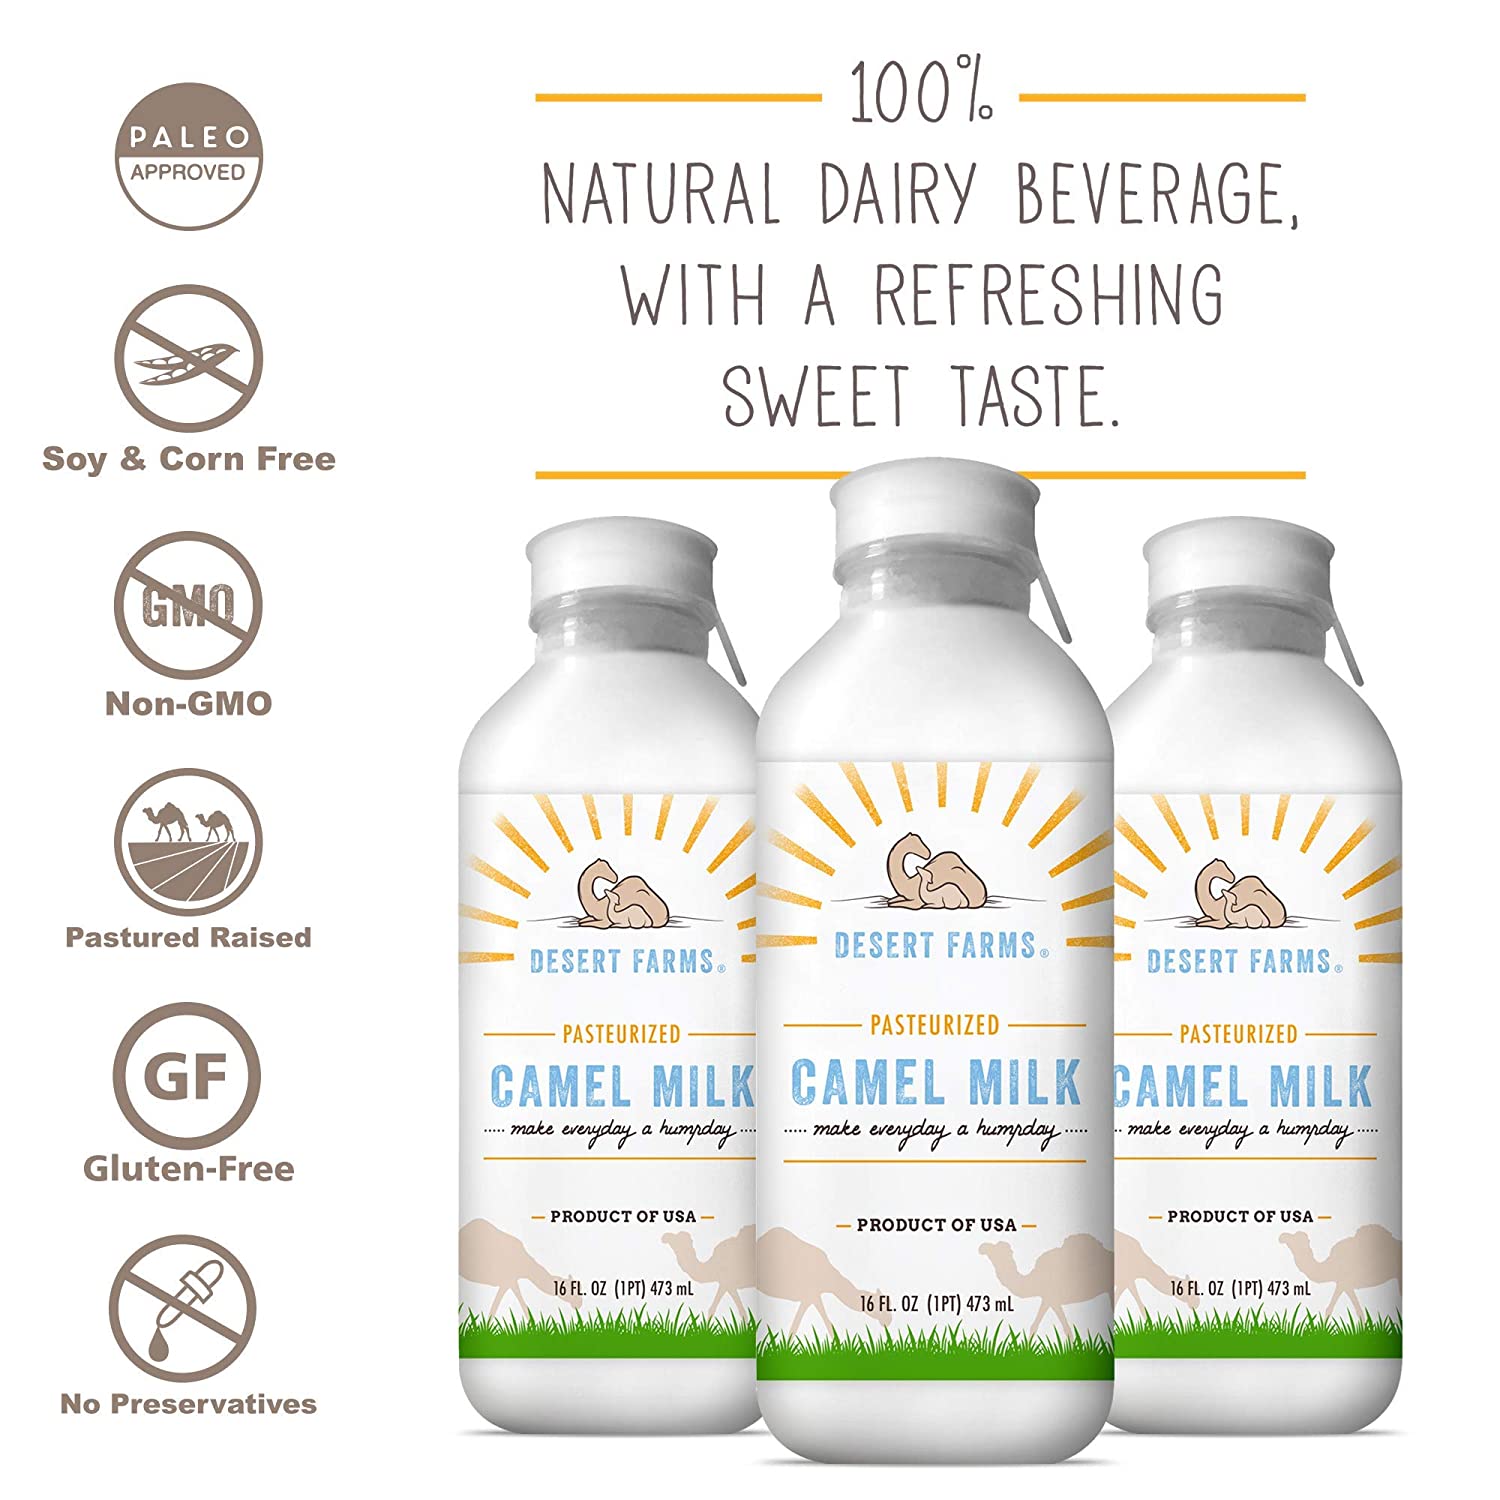 PALEO
APPROVED
Soy & Corn Free
GMO
Non-GMO
Pastured Raised
GF
Gluten-Free
No Preservatives
100%
NATURAL DAIRY BEVERAGE,
WITH A REFRESHING
SWEET TASTE.
DESERT FARMS®
PASTEURIZED
CAMEL MILK
make everyday a humpday
PRODUCT OF USA
16 FL. OZ (1PT) 473 mL
DESERT FARMS®
PASTEURIZED
CAMEL MILK
make everyday a humpday
PRODUCT OF USA
16 FL. OZ (1PT) 473 mL
DESERT FARMS®
PASTEURIZED
CAMEL MILK
make everyday a humpday
PRODUCT OF USA
16 FL. OZ (1PT) 473 mL